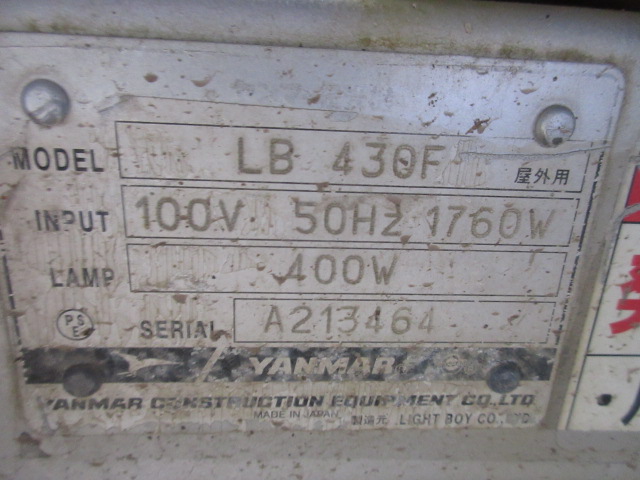 MODEL LB 430F 屋外用
INPUT 100V 50HZ 1760W
LAMP 400W
PSE SERIAL A213464
YANMAR
YANMAR CONSTRUCTION EQUIPMENT CO., LTD.
MADE IN JAPAN 製造元 LIGHT BOY CO., LTD.